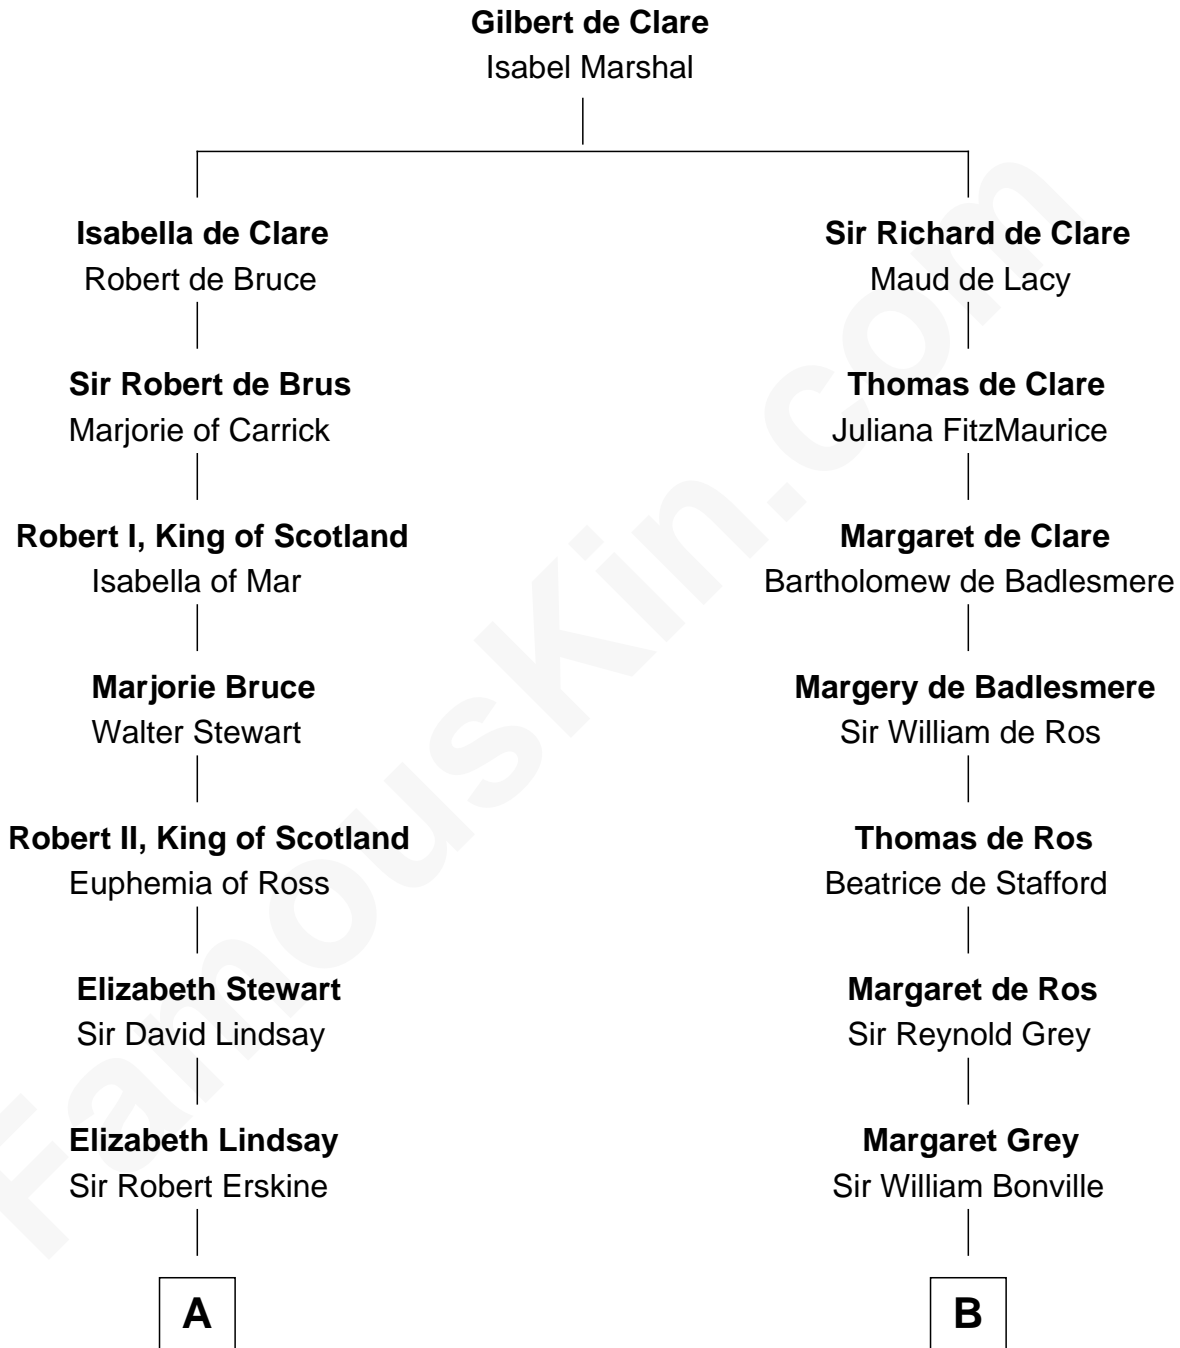 Gilbert de Clare
Isabel Marshal
Isabella de Clare
Robert de Bruce
Sir Richard de Clare
Maud de Lacy
Sir Robert de Brus
Marjorie of Carrick
Thomas de Clare
Juliana FitzMaurice
Robert I, King of Scotland
Isabella of Mar
Margaret de Clare
Bartholomew de Badlesmere
Marjorie Bruce
Walter Stewart
Margery de Badlesmere
Sir William de Ros
Robert II, King of Scotland
Euphemia of Ross
Thomas de Ros
Beatrice de Stafford
Elizabeth Stewart
Sir David Lindsay
Margaret de Ros
Sir Reynold Grey
Elizabeth Lindsay
Sir Robert Erskine
Margaret Grey
Sir William Bonville
A
B
FamousKin.com